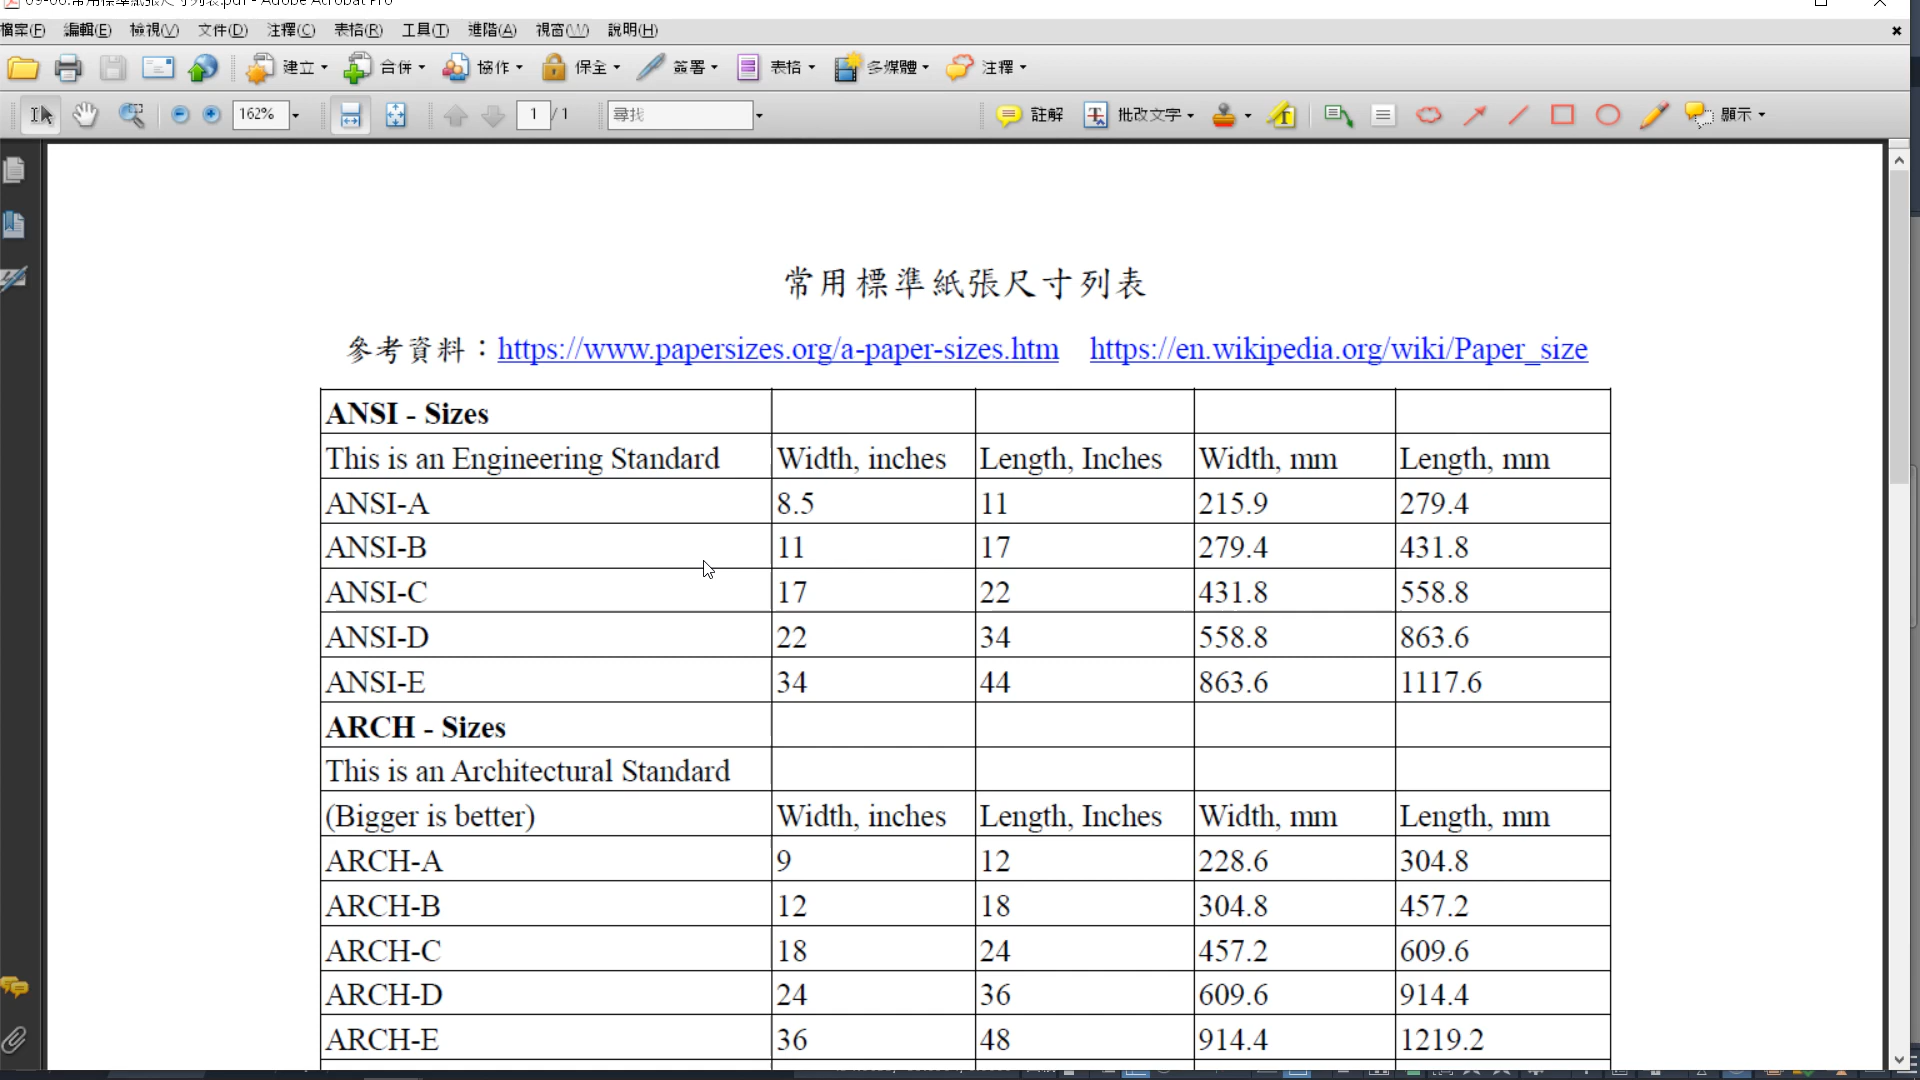 檔案(F) 編輯(E) 檢視(V) 文件(D) 注釋(C) 表格(R) 工具(T) 進階(A) 視窗(W) 說明(H)
建立 合併 協作 保全 簽署 表格 多媒體 注釋
162% 1 / 1 尋找 註解 批改文字 顯示
常用標準紙張尺寸列表
參考資料：https://www.papersizes.org/a-paper-sizes.htm https://en.wikipedia.org/wiki/Paper_size
ANSI - Sizes
This is an Engineering Standard Width, inches Length, Inches Width, mm Length, mm
ANSI-A 8.5 11 215.9 279.4
ANSI-B 11 17 279.4 431.8
ANSI-C 17 22 431.8 558.8
ANSI-D 22 34 558.8 863.6
ANSI-E 34 44 863.6 1117.6
ARCH - Sizes
This is an Architectural Standard
(Bigger is better) Width, inches Length, Inches Width, mm Length, mm
ARCH-A 9 12 228.6 304.8
ARCH-B 12 18 304.8 457.2
ARCH-C 18 24 457.2 609.6
ARCH-D 24 36 609.6 914.4
ARCH-E 36 48 914.4 1219.2